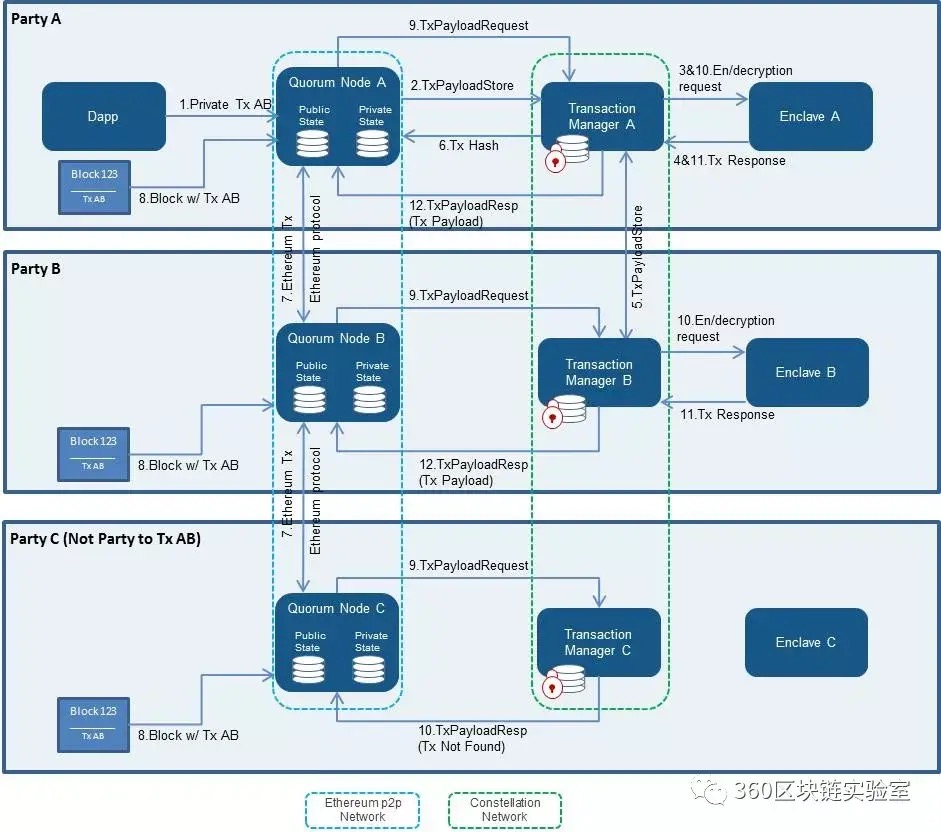 Party A
9.TxPayloadRequest
Quorum Node A
Public
State
Private
State
Dapp
1.Private Tx AB
2.TxPayloadStore
6.Tx Hash
Transaction
Manager A
3&10.En/decryption
request
Enclave A
4&11.Tx Response
Block123
Tx AB
8.Block w/ Tx AB
12.TxPayloadResp
(Tx Payload)
7.Ethereum Tx
Ethereum protocol
5.TxPayloadStore
Party B
9.TxPayloadRequest
Quorum Node B
Public
State
Private
State
Transaction
Manager B
10.En/decryption
request
Enclave B
11.Tx Response
Block123
Tx AB
8.Block w/ Tx AB
12.TxPayloadResp
(Tx Payload)
7.Ethereum Tx
Ethereum protocol
Party C (Not Party to Tx AB)
9.TxPayloadRequest
Quorum Node C
Public
State
Private
State
Transaction
Manager C
Enclave C
Block123
Tx AB
8.Block w/ Tx AB
10.TxPayloadResp
(Tx Not Found)
Ethereum p2p
Network
Constellation
Network
360区块链实验室